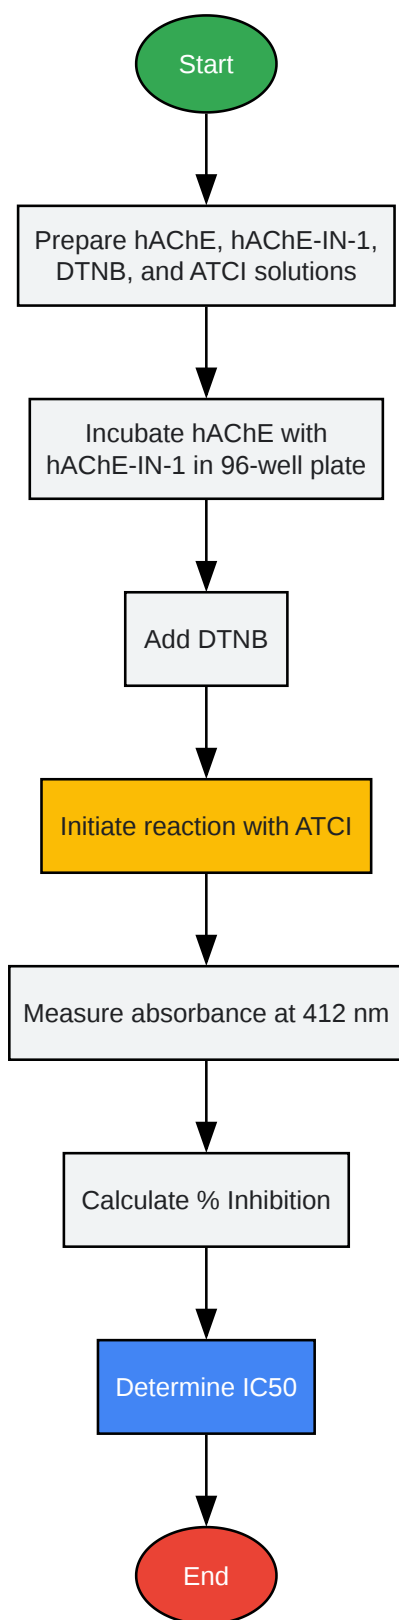 Start
Prepare hAChE, hAChE-IN-1,
DTNB, and ATCI solutions
Incubate hAChE with
hAChE-IN-1 in 96-well plate
Add DTNB
Initiate reaction with ATCI
Measure absorbance at 412 nm
Calculate % Inhibition
Determine IC50
End